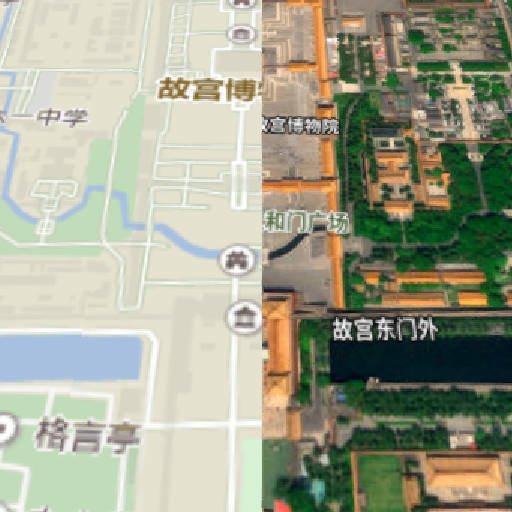 故宫博
一中学
故宫博物院
和门广场
故宫东门外
格言亭